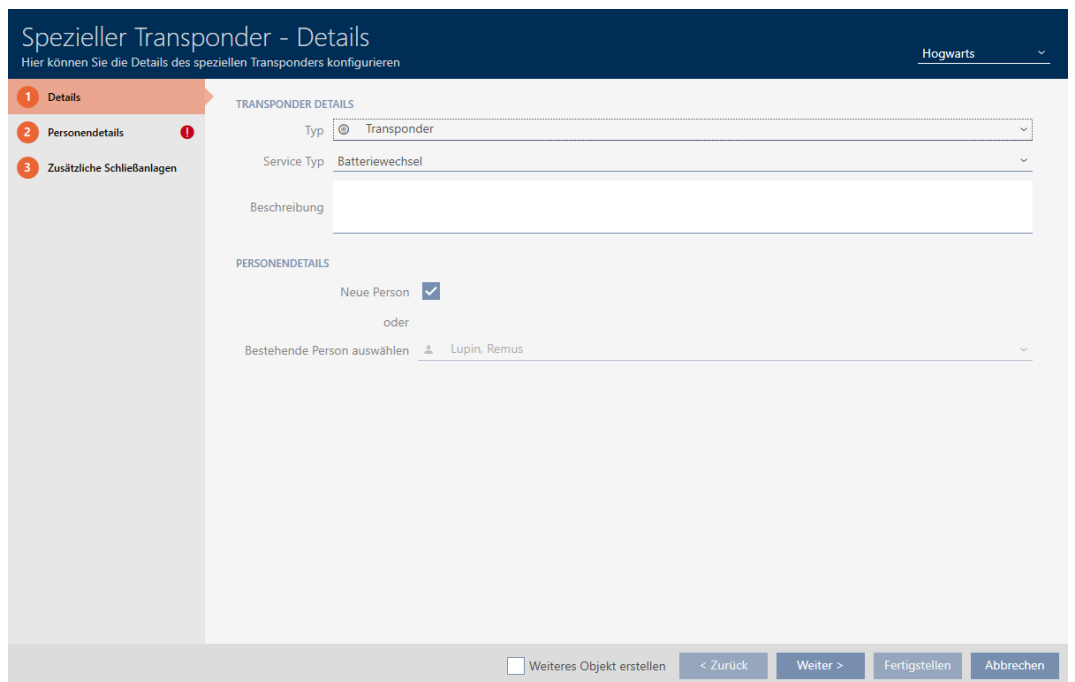 Spezieller Transponder - Details
Hier können Sie die Details des speziellen Transponders konfigurieren
Hogwarts
1 Details
2 Personendetails
3 Zusätzliche Schließanlagen
TRANSPONDER DETAILS
Typ Transponder
Service Typ Batteriewechsel
Beschreibung
PERSONENDETAILS
Neue Person
oder
Bestehende Person auswählen Lupin, Remus
Weiteres Objekt erstellen < Zurück Weiter > Fertigstellen Abbrechen